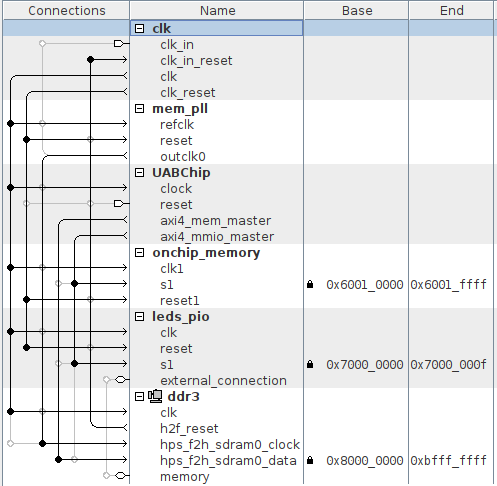 Connections Name Base End
clk
clk_in
clk_in_reset
clk
clk_reset
mem_pll
refclk
reset
outclk0
UABChip
clock
reset
axi4_mem_master
axi4_mmio_master
onchip_memory
clk1
s1 0x6001_0000 0x6001_ffff
reset1
leds_pio
clk
reset
s1 0x7000_0000 0x7000_000f
external_connection
ddr3
clk
h2f_reset
hps_f2h_sdram0_clock
hps_f2h_sdram0_data 0x8000_0000 0xbfff_ffff
memory